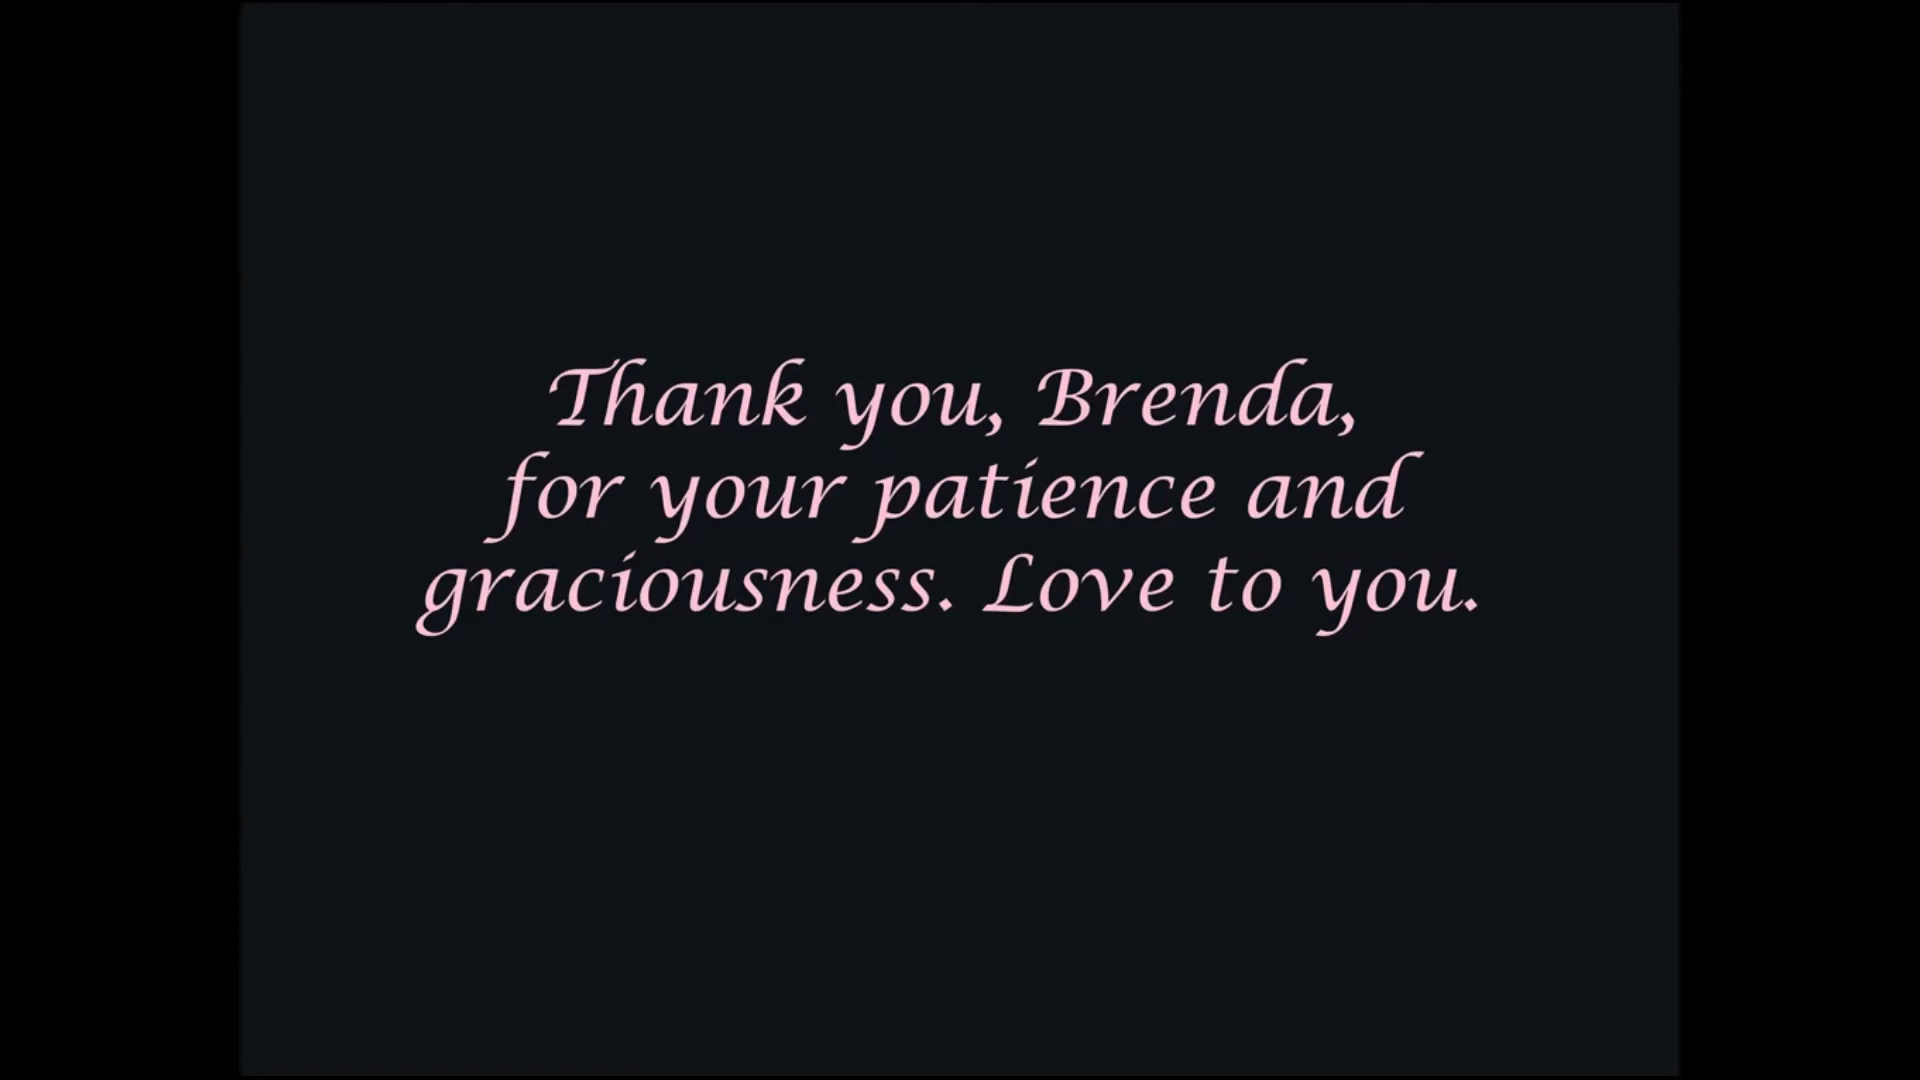 Thank you, Brenda,
for your patience and
graciousness. Love to you.